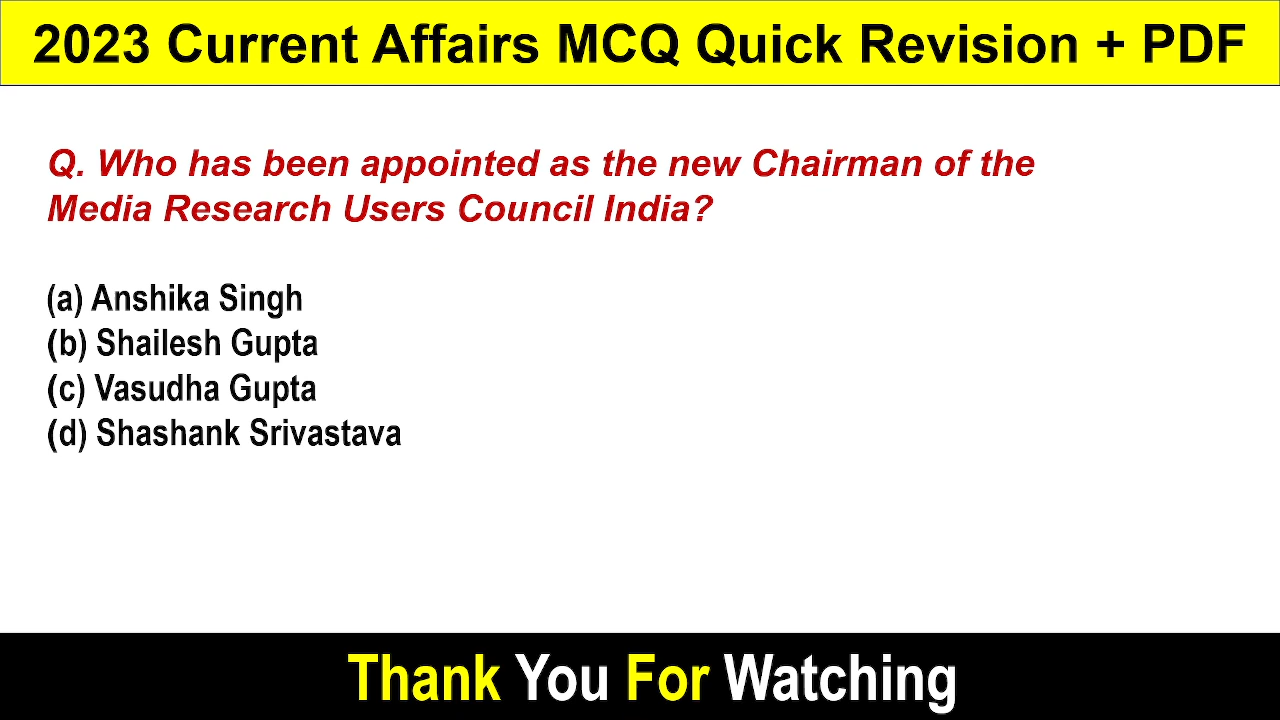 2023 Current Affairs MCQ Quick Revision + PDF
Q. Who has been appointed as the new Chairman of the
Media Research Users Council India?
(a) Anshika Singh
(b) Shailesh Gupta
(c) Vasudha Gupta
(d) Shashank Srivastava
Thank You For Watching